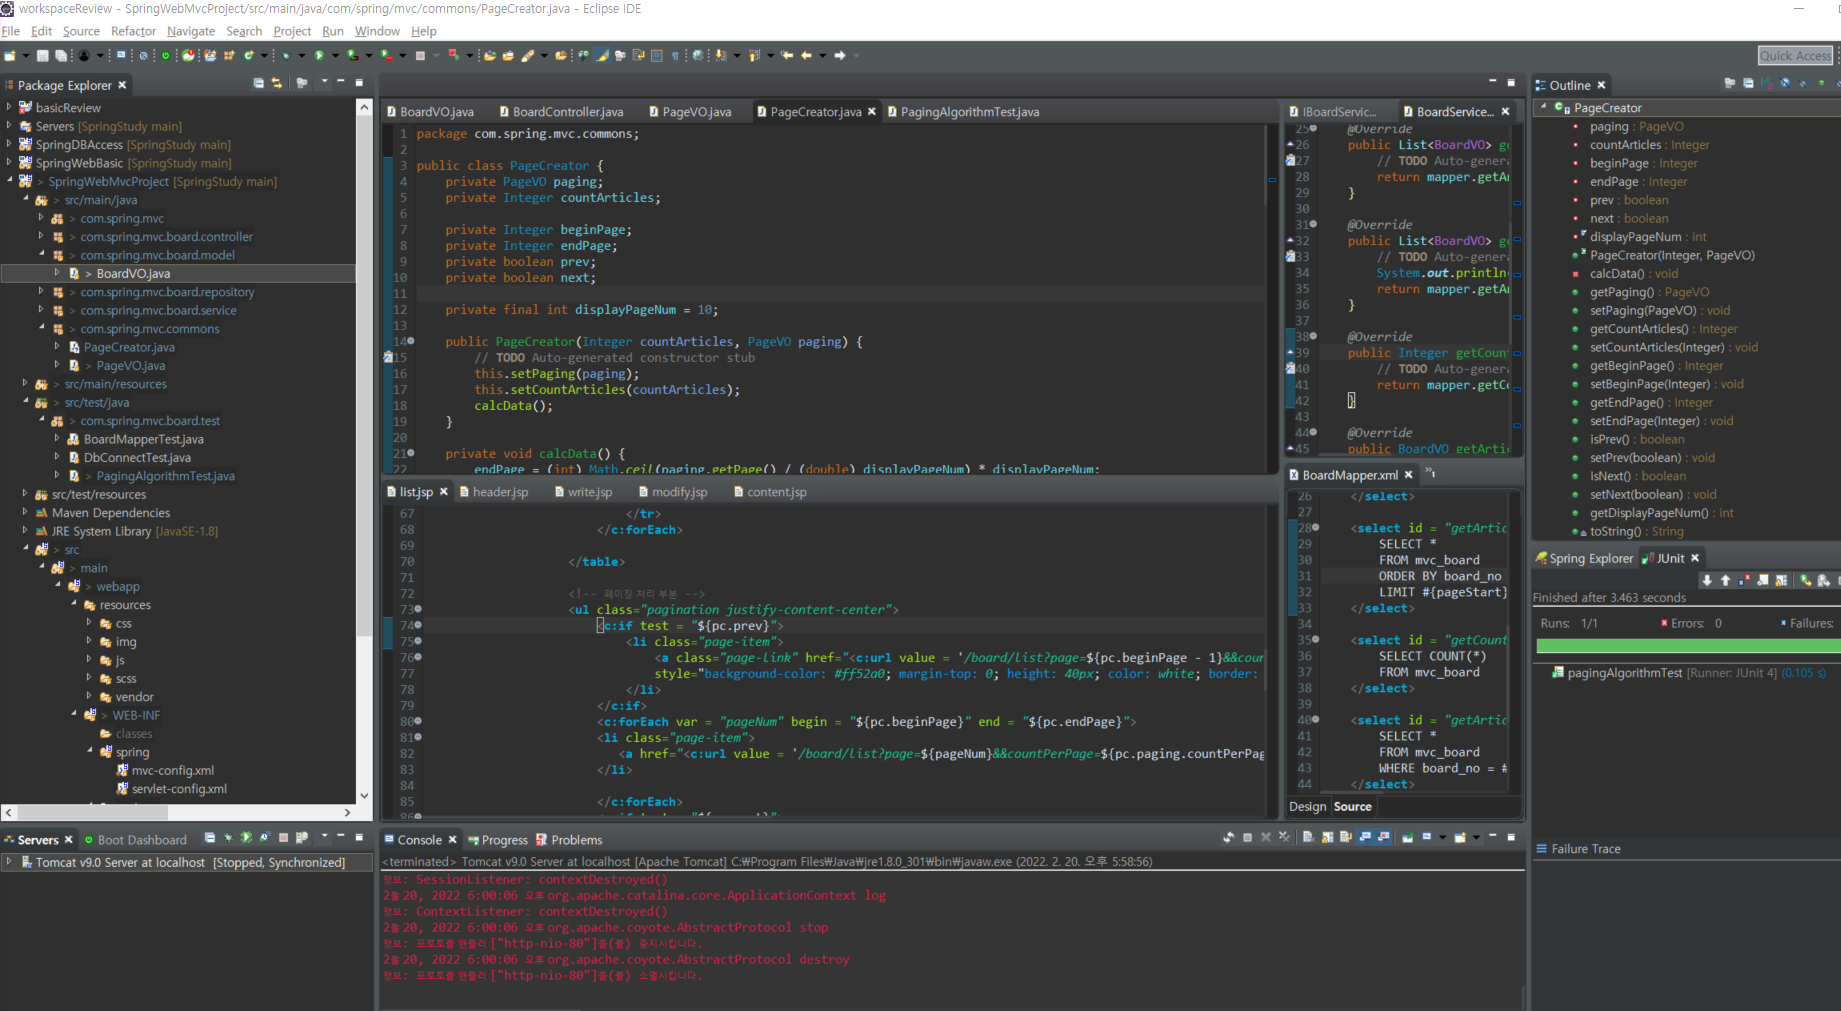 workspaceReview - SpringWebMvcProject/src/main/java/com/spring/mvc/commons/PageCreator.java - Eclipse IDE
File Edit Source Refactor Navigate Search Project Run Window Help
Quick Access
Package Explorer
basicReview
Servers [SpringStudy main]
SpringDBAccess [SpringStudy main]
SpringWebBasic [SpringStudy main]
> SpringWebMvcProject [SpringStudy main]
> src/main/java
> com.spring.mvc
> com.spring.mvc.board.controller
> com.spring.mvc.board.model
> BoardVO.java
> com.spring.mvc.board.repository
> com.spring.mvc.board.service
> com.spring.mvc.commons
PageCreator.java
> PageVO.java
> src/main/resources
> src/test/java
> com.spring.mvc.board.test
BoardMapperTest.java
DbConnectTest.java
> PagingAlgorithmTest.java
src/test/resources
Maven Dependencies
JRE System Library [JavaSE-1.8]
> src
> main
> webapp
resources
> css
> img
> js
> scss
> vendor
> WEB-INF
classes
spring
mvc-config.xml
servlet-config.xml
BoardVO.java BoardController.java PageVO.java PageCreator.java PagingAlgorithmTest.java
1 package com.spring.mvc.commons;
2
3 public class PageCreator {
4 private PageVO paging;
5 private Integer countArticles;
6
7 private Integer beginPage;
8 private Integer endPage;
9 private boolean prev;
10 private boolean next;
11
12 private final int displayPageNum = 10;
13
14 public PageCreator(Integer countArticles, PageVO paging) {
15 // TODO Auto-generated constructor stub
16 this.setPaging(paging);
17 this.setCountArticles(countArticles);
18 calcData();
19 }
20
21 private void calcData() {
22 endPage = (int) Math.ceil(paging.getPage() / (double) displayPageNum) * displayPageNum;
list.jsp header.jsp write.jsp modify.jsp content.jsp
67 </tr>
68 </c:forEach>
69
70 </table>
71
72 <!-- 페이징 처리 부분 -->
73 <ul class="pagination justify-content-center">
74 <c:if test = "${pc.prev}">
75 <li class="page-item">
76 <a class="page-link" href="<c:url value = '/board/list?page=${pc.beginPage - 1}&&cour
77 style="background-color: #ff52a0; margin-top: 0; height: 40px; color: white; border:
78 </li>
79 </c:if>
80 <c:forEach var = "pageNum" begin = "${pc.beginPage}" end = "${pc.endPage}">
81 <li class="page-item">
82 <a href="<c:url value = '/board/list?page=${pageNum}&&countPerPage=${pc.paging.countPerPag
83 </li>
84
85 </c:forEach>
86
IBoardServic... BoardService...
25 @Override
26 public List<BoardVO> ge
27 // TODO Auto-genera
28 return mapper.getAr
29 }
30
31 @Override
32 public List<BoardVO> ge
33 // TODO Auto-genera
34 System.out.println
35 return mapper.getAr
36 }
37
38 @Override
39 public Integer getCount
40 // TODO Auto-genera
41 return mapper.getCo
42 }
43
44 @Override
45 public BoardVO getArti
BoardMapper.xml »1
26 </select>
27
28 <select id = "getArtic
29 SELECT *
30 FROM mvc_board
31 ORDER BY board_no
32 LIMIT #{pageStart}
33 </select>
34
35 <select id = "getCount
36 SELECT COUNT(*)
37 FROM mvc_board
38 </select>
39
40 <select id = "getArtic
41 SELECT *
42 FROM mvc_board
43 WHERE board_no = #
44 </select>
Design Source
Outline
PageCreator
paging : PageVO
countArticles : Integer
beginPage : Integer
endPage : Integer
prev : boolean
next : boolean
displayPageNum : int
PageCreator(Integer, PageVO)
calcData() : void
getPaging() : PageVO
setPaging(PageVO) : void
getCountArticles() : Integer
setCountArticles(Integer) : void
getBeginPage() : Integer
setBeginPage(Integer) : void
getEndPage() : Integer
setEndPage(Integer) : void
isPrev() : boolean
setPrev(boolean) : void
isNext() : boolean
setNext(boolean) : void
getDisplayPageNum() : int
toString() : String
Spring Explorer JUnit
Finished after 3.463 seconds
Runs: 1/1 Errors: 0 Failures:
pagingAlgorithmTest [Runner: JUnit 4] (0.105 s)
Failure Trace
Servers Boot Dashboard
Tomcat v9.0 Server at localhost [Stopped, Synchronized]
Console Progress Problems
<terminated> Tomcat v9.0 Server at localhost [Apache Tomcat] C:₩Program Files₩Java₩jre1.8.0_301₩bin₩javaw.exe (2022. 2. 20. 오후 5:58:56)
정보: SessionListener: contextDestroyed()
2월 20, 2022 6:00:06 오후 org.apache.catalina.core.ApplicationContext log
정보: ContextListener: contextDestroyed()
2월 20, 2022 6:00:06 오후 org.apache.coyote.AbstractProtocol stop
정보: 프로토콜 핸들러 ["http-nio-80"]을(를) 중지시킵니다.
2월 20, 2022 6:00:06 오후 org.apache.coyote.AbstractProtocol destroy
정보: 프로토콜 핸들러 ["http-nio-80"]을(를) 소멸시킵니다.